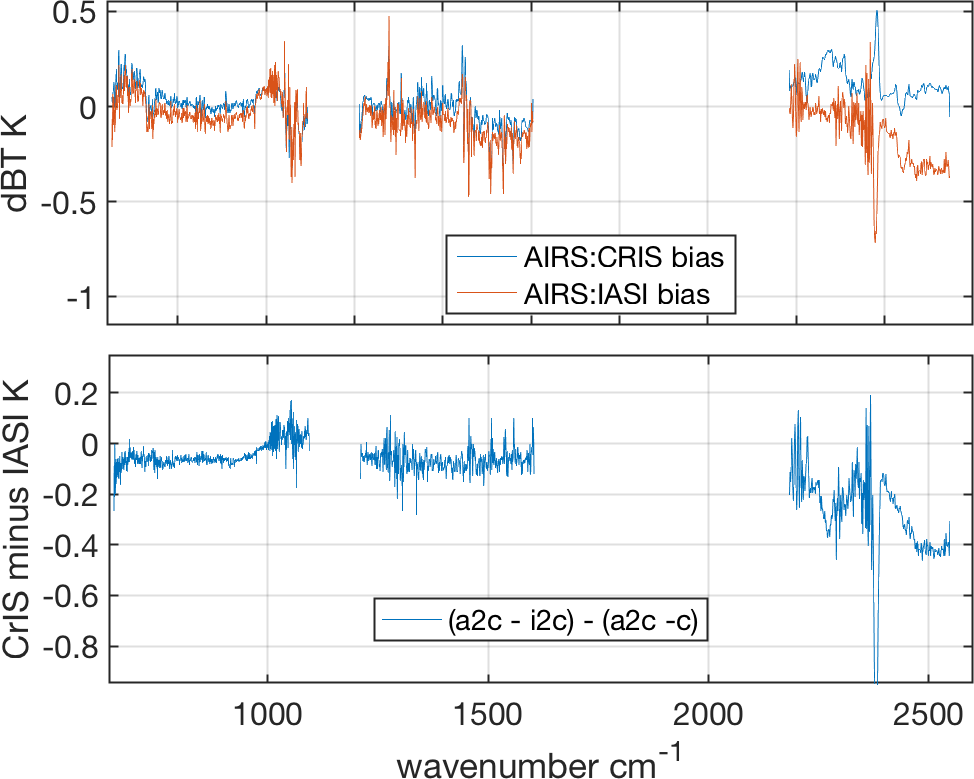 0.5
0
-0.5
-1
dBT K
AIRS:CRIS bias
AIRS:IASI bias
0.2
0
-0.2
-0.4
-0.6
-0.8
CrIS minus IASI K
(a2c - i2c) - (a2c -c)
1000 1500 2000 2500
wavenumber cm-1